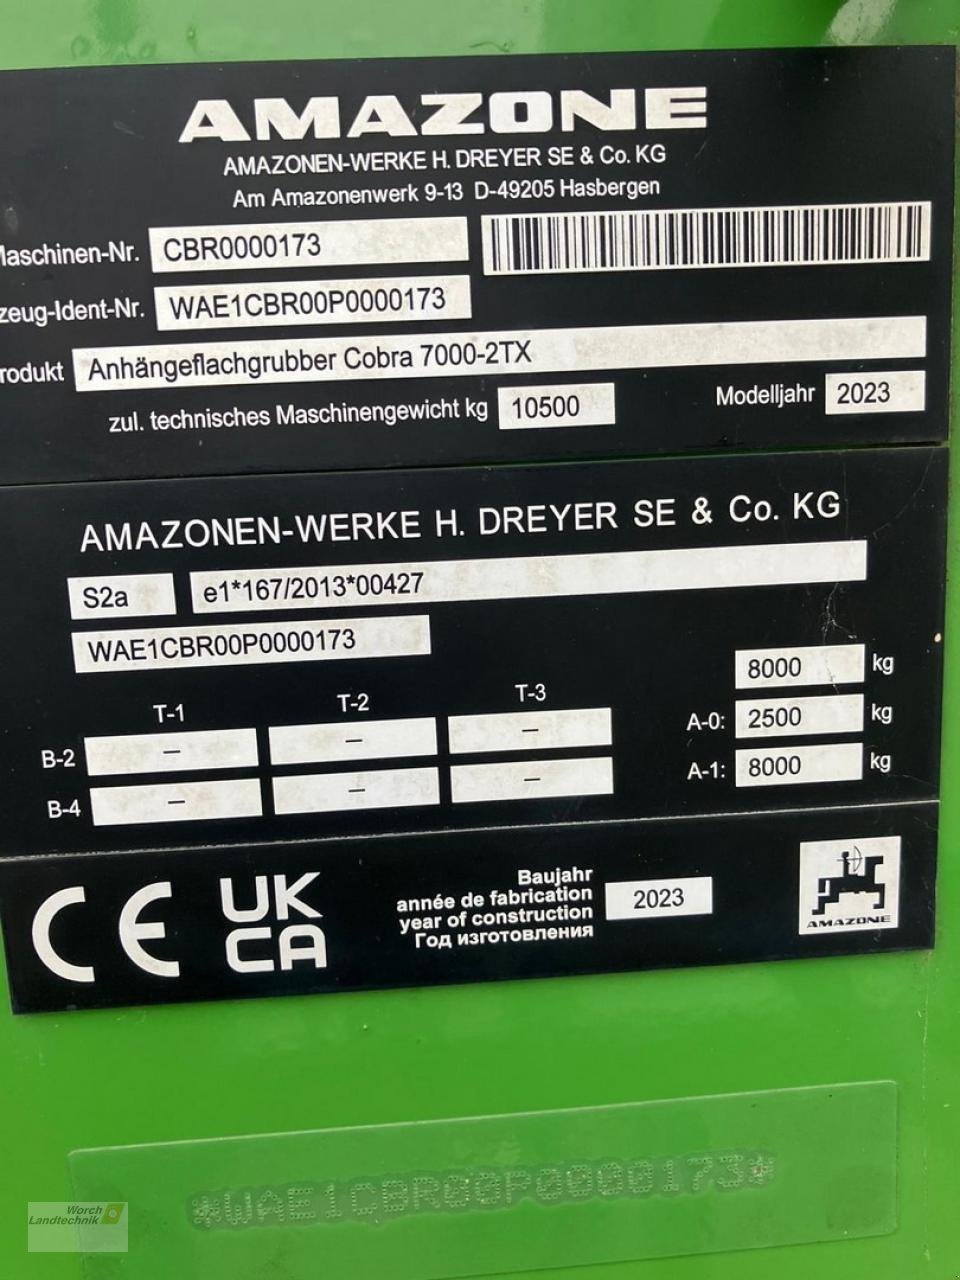 AMAZONE
AMAZONEN-WERKE H. DREYER SE & Co. KG
Am Amazonenwerk 9-13 D-49205 Hasbergen
laschinen-Nr. CBR0000173
zeug-Ident-Nr. WAE1CBR00P0000173
rodukt Anhängeflachgrubber Cobra 7000-2TX
zul. technisches Maschinengewicht kg 10500 Modelljahr 2023
AMAZONEN-WERKE H. DREYER SE & Co. KG
S2a e1*167/2013*00427
WAE1CBR00P0000173
8000 kg
T-1 T-2 T-3
A-0: 2500 kg
B-2 – – –
A-1: 8000 kg
B-4 – – –
CE UK CA
Baujahr
année de fabrication
year of construction
Год изготовления
2023
AMAZONE
*WAE1CBR00P0000173*
Worch
Landtechnik